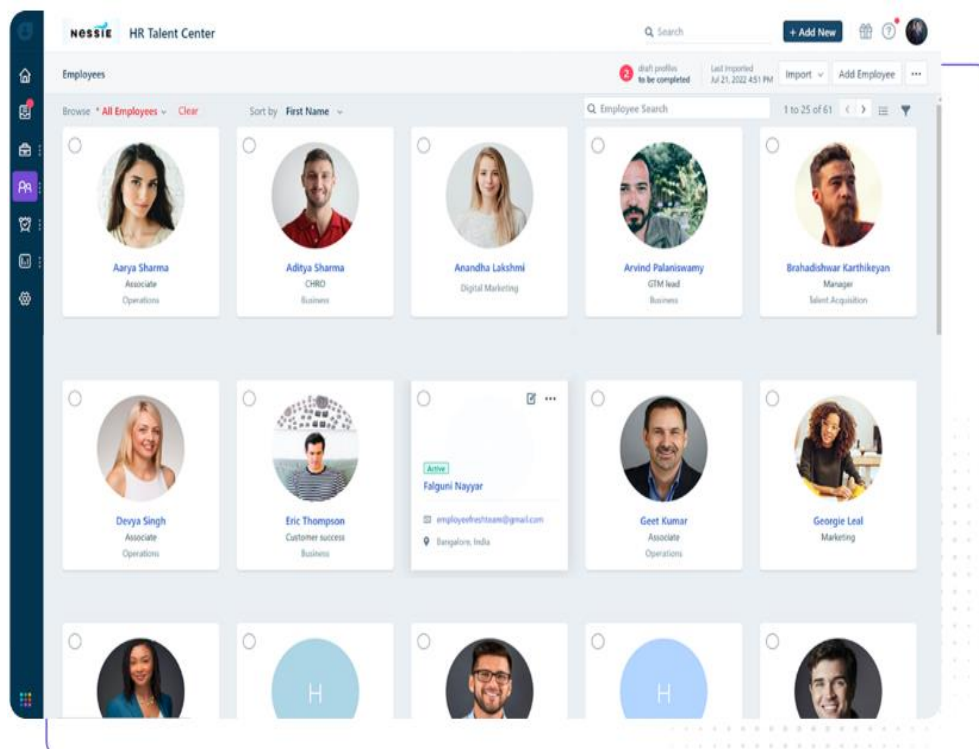 nessie HR Talent Center
Search
+ Add New
Employees
2 draft profiles
to be completed
Last Imported
Jul 21, 2022 4:51 PM
Import
Add Employee
Browse * All Employees Clear
Sort by First Name
Employee Search
1 to 25 of 61
Aarya Sharma
Associate
Operations
Aditya Sharma
CHRO
Business
Anandha Lakshmi
Digital Marketing
Arvind Palaniswamy
GTM lead
Business
Brahadishwar Karthikeyan
Manager
Talent Acquisition
Devya Singh
Associate
Operations
Eric Thompson
Customer success
Business
Active
Falguni Nayyar
employeefreshteam@gmail.com
Bangalore, India
Geet Kumar
Associate
Operations
Georgie Leal
Marketing
H
H